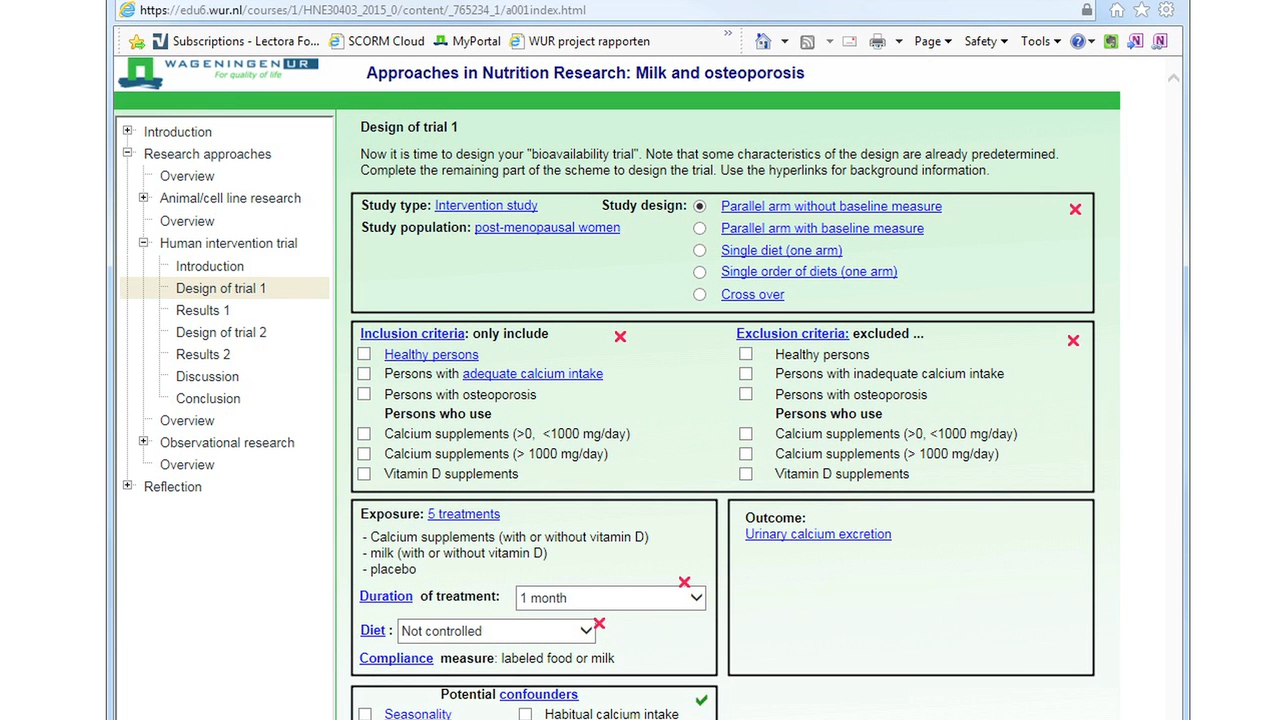 https://edu6.wur.nl/courses/1/HNE30403_2015_0/content/_765234_1/a001index.html
Subscriptions - Lectora Fo... SCORM Cloud MyPortal WUR project rapporten » Page Safety Tools
WAGENINGEN UR
For quality of life
Approaches in Nutrition Research: Milk and osteoporosis
Introduction
Research approaches
Overview
Animal/cell line research
Overview
Human intervention trial
Introduction
Design of trial 1
Results 1
Design of trial 2
Results 2
Discussion
Conclusion
Overview
Observational research
Overview
Reflection
Design of trial 1
Now it is time to design your "bioavailability trial". Note that some characteristics of the design are already predetermined.
Complete the remaining part of the scheme to design the trial. Use the hyperlinks for background information.
Study type: Intervention study
Study population: post-menopausal women
Study design: Parallel arm without baseline measure
Parallel arm with baseline measure
Single diet (one arm)
Single order of diets (one arm)
Cross over
Inclusion criteria: only include
Healthy persons
Persons with adequate calcium intake
Persons with osteoporosis
Persons who use
Calcium supplements (>0, <1000 mg/day)
Calcium supplements (> 1000 mg/day)
Vitamin D supplements
Exclusion criteria: excluded ...
Healthy persons
Persons with inadequate calcium intake
Persons with osteoporosis
Persons who use
Calcium supplements (>0, <1000 mg/day)
Calcium supplements (> 1000 mg/day)
Vitamin D supplements
Exposure: 5 treatments
- Calcium supplements (with or without vitamin D)
- milk (with or without vitamin D)
- placebo
Duration of treatment: 1 month
Diet : Not controlled
Compliance measure: labeled food or milk
Outcome:
Urinary calcium excretion
Potential confounders
Seasonality Habitual calcium intake